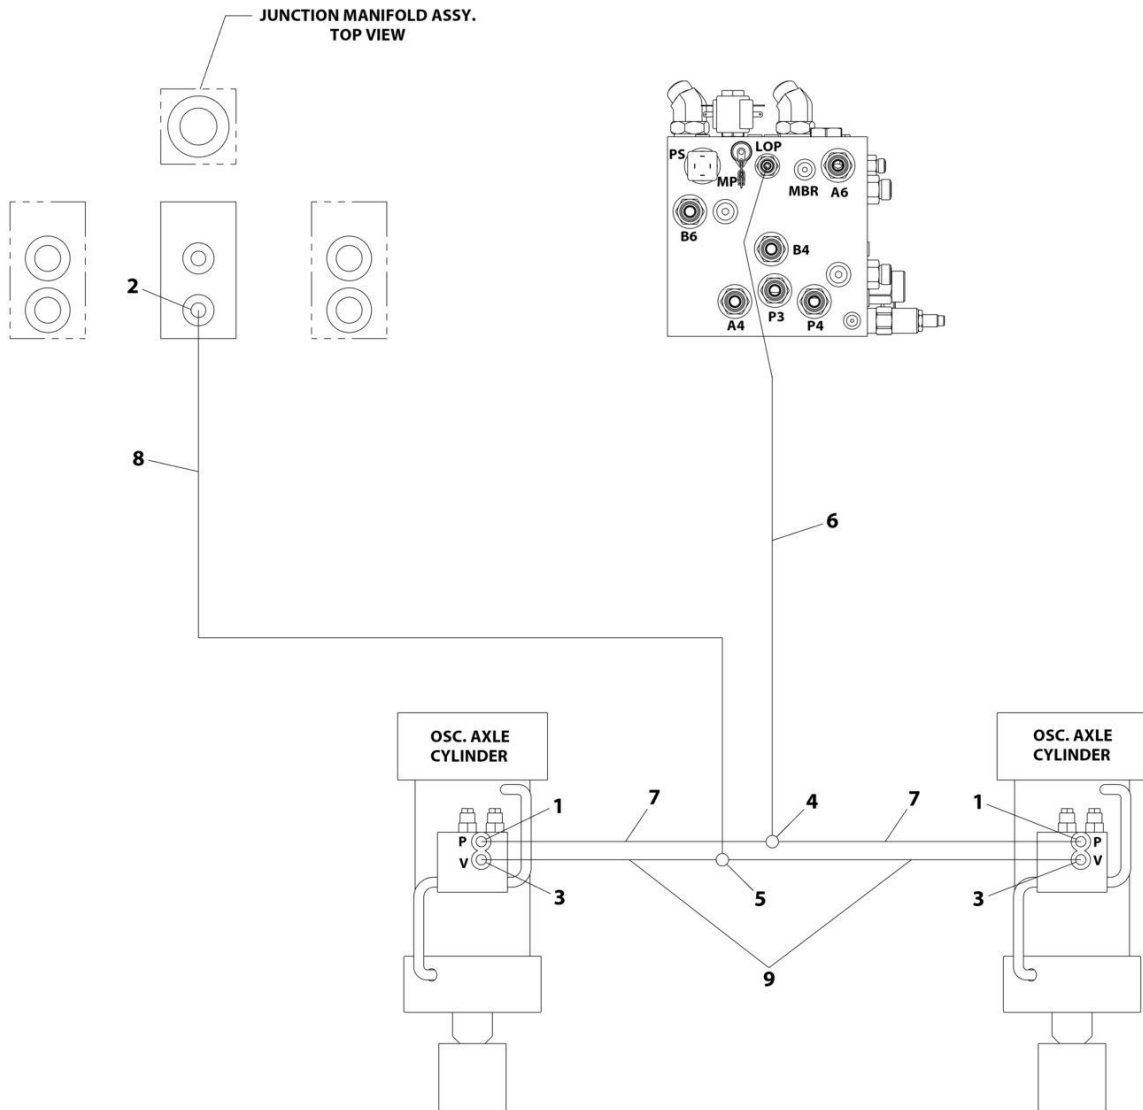 JUNCTION MANIFOLD ASSY.
TOP VIEW
LOP
PS
MP
MBR
A6
B6
B4
2
A4
P3
P4
8
6
OSC. AXLE
CYLINDER
OSC. AXLE
CYLINDER
1
7
4
7
1
P
P
V
V
3
5
3
9